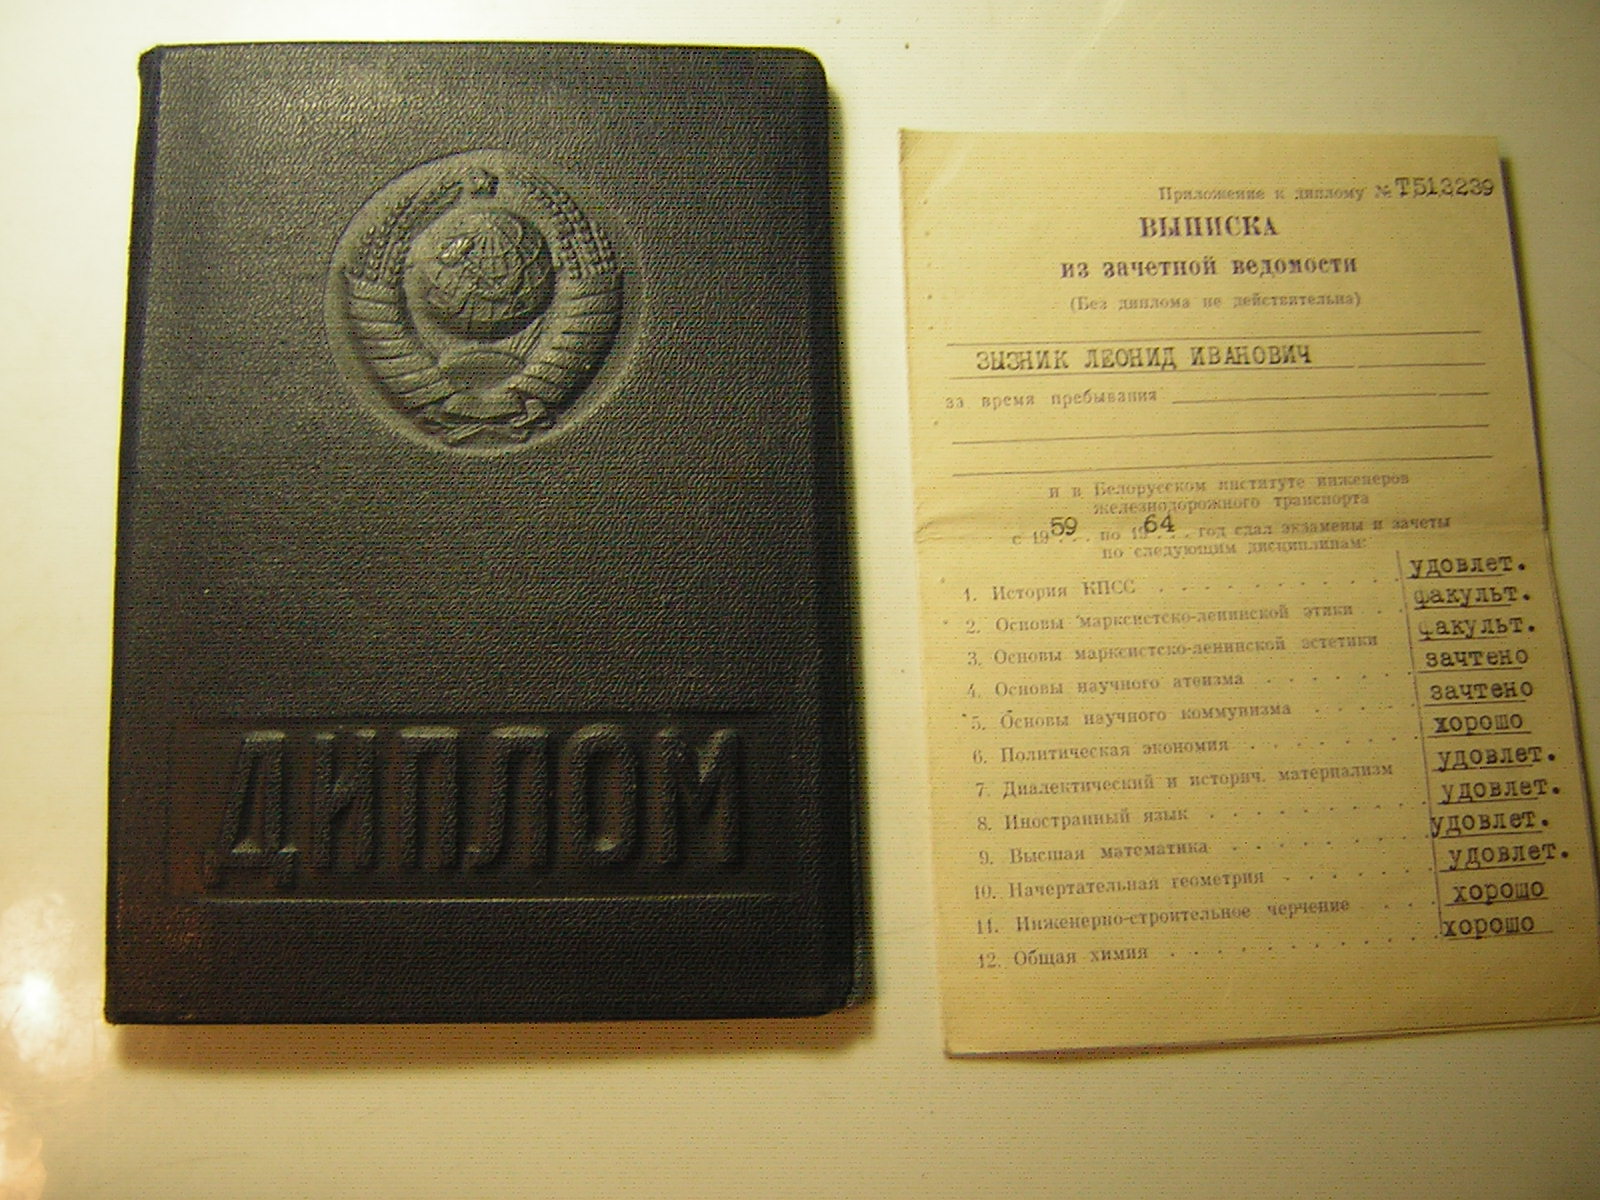 ДИПЛОМ
Приложение к диплому № Т513239
ВЫПИСКА
из зачетной ведомости
(Без диплома не действительна)
ЗЫЗНИК ЛЕОНИД ИВАНОВИЧ
за время пребывания
и в Белорусском институте инженеров
железнодорожного транспорта
с 1959 . . . по 1964 . . . год сдал экзамены и зачеты
по следующим дисциплинам:
1. История КПСС . . . . . . . . удовлет.
2. Основы марксистско-ленинской этики . . факульт.
3. Основы марксистско-ленинской эстетики факульт.
4. Основы научного атеизма . . . . . зачтено
5. Основы научного коммунизма . . . . зачтено
6. Политическая экономия . . . . . . хорошо
7. Диалектический и историч. материализм удовлет.
8. Иностранный язык . . . . . . . удовлет.
9. Высшая математика . . . . . . . удовлет.
10. Начертательная геометрия . . . . . удовлет.
11. Инженерно-строительное черчение . . . хорошо
12. Общая химия . . . . . . . . . хорошо